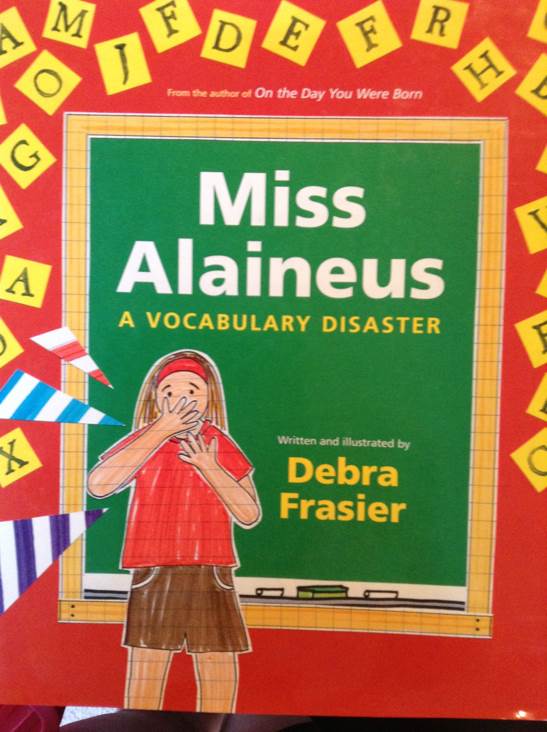 A M J F D E F R
O J H
G
A
X
From the author of On the Day You Were Born
Miss
Alaineus
A VOCABULARY DISASTER
Written and illustrated by
Debra
Frasier